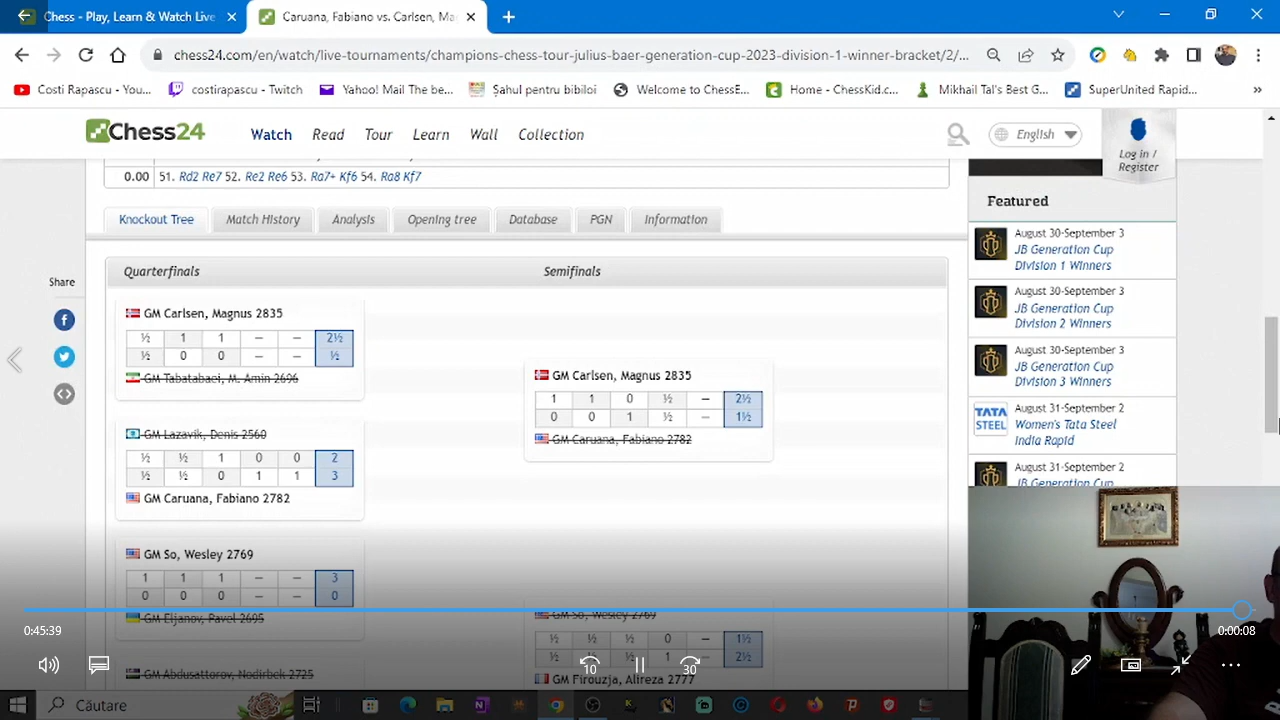 Chess - Play, Learn & Watch Live
Caruana, Fabiano vs. Carlsen, Ma
chess24.com/en/watch/live-tournaments/champions-chess-tour-julius-baer-generation-cup-2023-division-1-winner-bracket/2/...
Costi Rapascu - You...
costirapascu - Twitch
Yahoo! Mail The be...
Șahul pentru bibiloi
Welcome to ChessE...
Home - ChessKid.c...
Mikhail Tal's Best G...
SuperUnited Rapid...
»
Chess24
Watch
Read
Tour
Learn
Wall
Collection
English
Log in /
Register
0.00 51. Rd2 Re7 52. Re2 Re6 53. Ra7+ Kf6 54. Ra8 Kf7
Knockout Tree
Match History
Analysis
Opening tree
Database
PGN
Information
Share
Quarterfinals
Semifinals
GM Carlsen, Magnus 2835
½ 1 1 – – 2½
½ 0 0 – – ½
GM Tabatabaei, M. Amin 2696
GM Lazavik, Denis 2560
½ ½ 1 0 0 2
½ ½ 0 1 1 3
GM Caruana, Fabiano 2782
GM So, Wesley 2769
1 1 1 – – 3
0 0 0 – – 0
GM Eljanov, Pavel 2695
GM Abdusattorov, Nodirbek 2725
GM Carlsen, Magnus 2835
1 1 0 ½ – 2½
0 0 1 ½ – 1½
GM Caruana, Fabiano 2782
GM So, Wesley 2769
½ ½ ½ 0 – 1½
½ ½ ½ 1 – 2½
GM Firouzja, Alireza 2777
Featured
August 30-September 3
JB Generation Cup
Division 1 Winners
August 30-September 3
JB Generation Cup
Division 2 Winners
August 30-September 3
JB Generation Cup
Division 3 Winners
TATA
STEEL
August 31-September 2
Women's Tata Steel
India Rapid
August 31-September 2
JB Generation Cup
0:45:39
0:00:08
10
30
Căutare